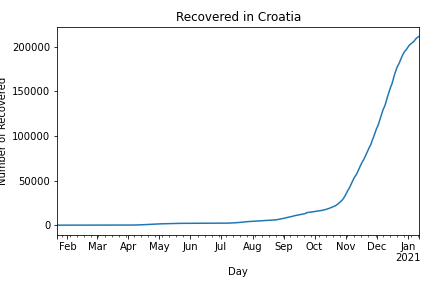 Recovered in Croatia
Number of Recovered
200000
150000
100000
50000
0
Feb Mar Apr May Jun Jul Aug Sep Oct Nov Dec Jan
2021
Day